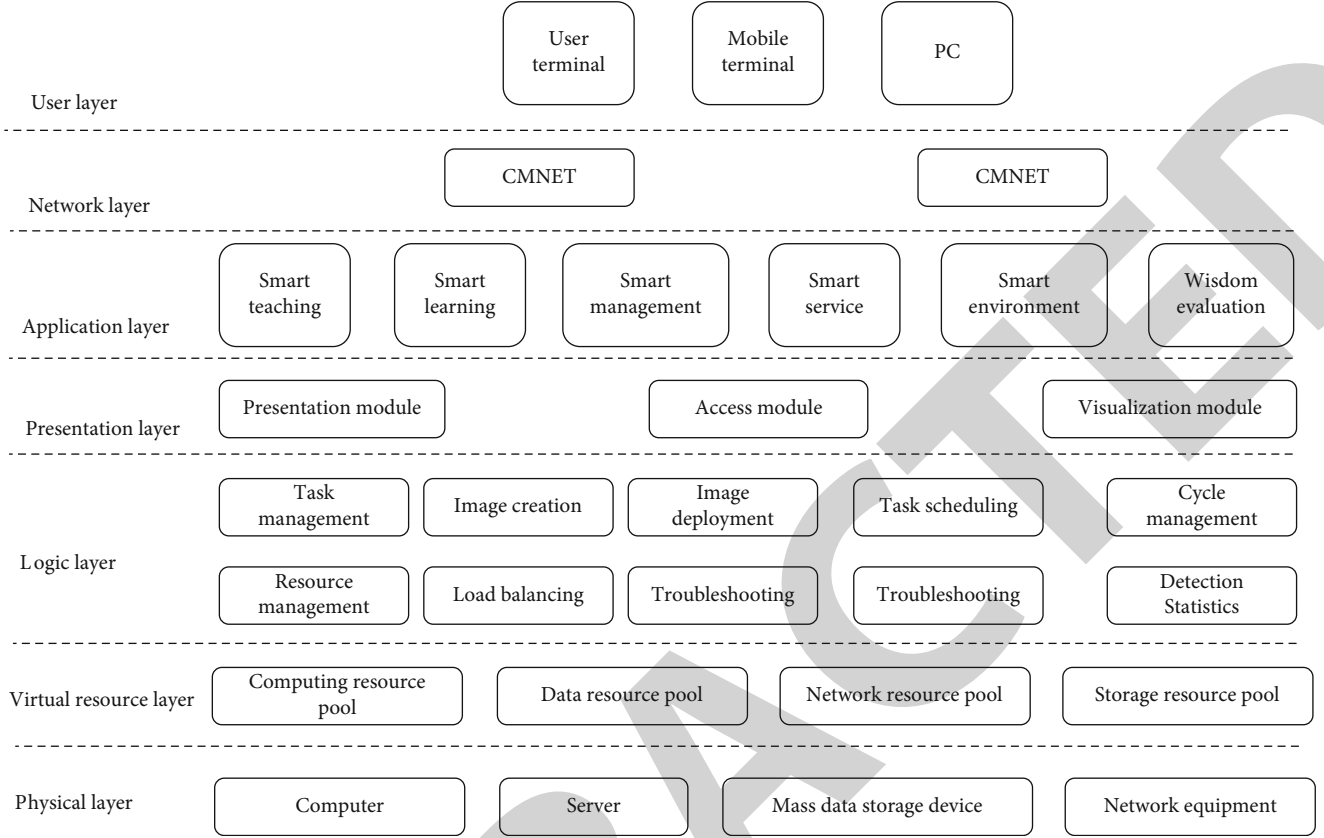 User
terminal
Mobile
terminal
PC
User layer
CMNET
CMNET
Network layer
Smart
teaching
Smart
learning
Smart
management
Smart
service
Smart
environment
Wisdom
evaluation
Application layer
Presentation module
Access module
Visualization module
Presentation layer
Task
management
Image creation
Image
deployment
Task scheduling
Cycle
management
Logic layer
Resource
management
Load balancing
Troubleshooting
Troubleshooting
Detection
Statistics
Virtual resource layer
Computing resource
pool
Data resource pool
Network resource pool
Storage resource pool
Physical layer
Computer
Server
Mass data storage device
Network equipment
ACTED